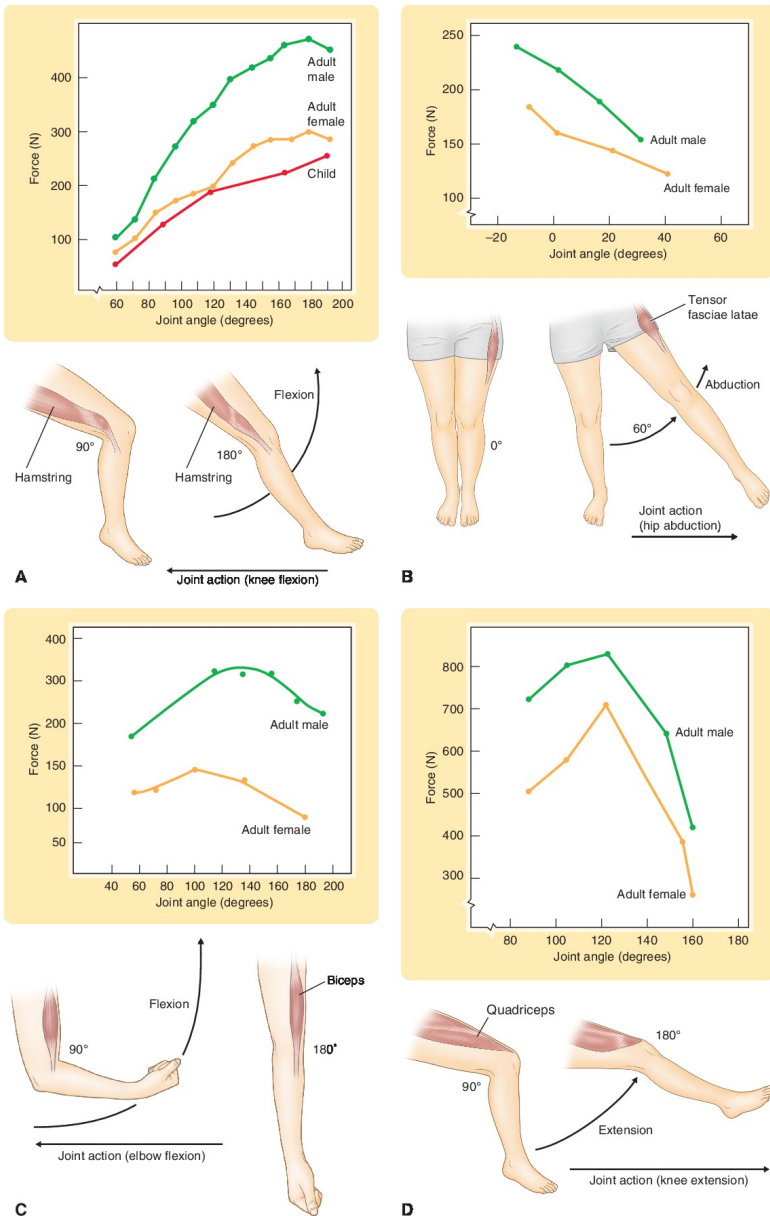 400
300
200
100
Force (N)
Adult
male
Adult
female
Child
60 80 100 120 140 160 180 200
Joint angle (degrees)
Hamstring
90°
Hamstring
180°
Flexion
Joint action (knee flexion)
A
250
200
150
100
Force (N)
Adult male
Adult female
–20 0 20 40 60
Joint angle (degrees)
0°
Tensor
fasciae latae
Abduction
60°
Joint action
(hip abduction)
B
400
300
200
150
100
50
Force (N)
Adult male
Adult female
40 60 80 100 120 140 160 180 200
Joint angle (degrees)
Flexion
90°
Biceps
180°
Joint action (elbow flexion)
C
800
700
600
500
400
300
Force (N)
Adult male
Adult female
80 100 120 140 160 180
Joint angle (degrees)
Quadriceps
90°
180°
Extension
Joint action (knee extension)
D